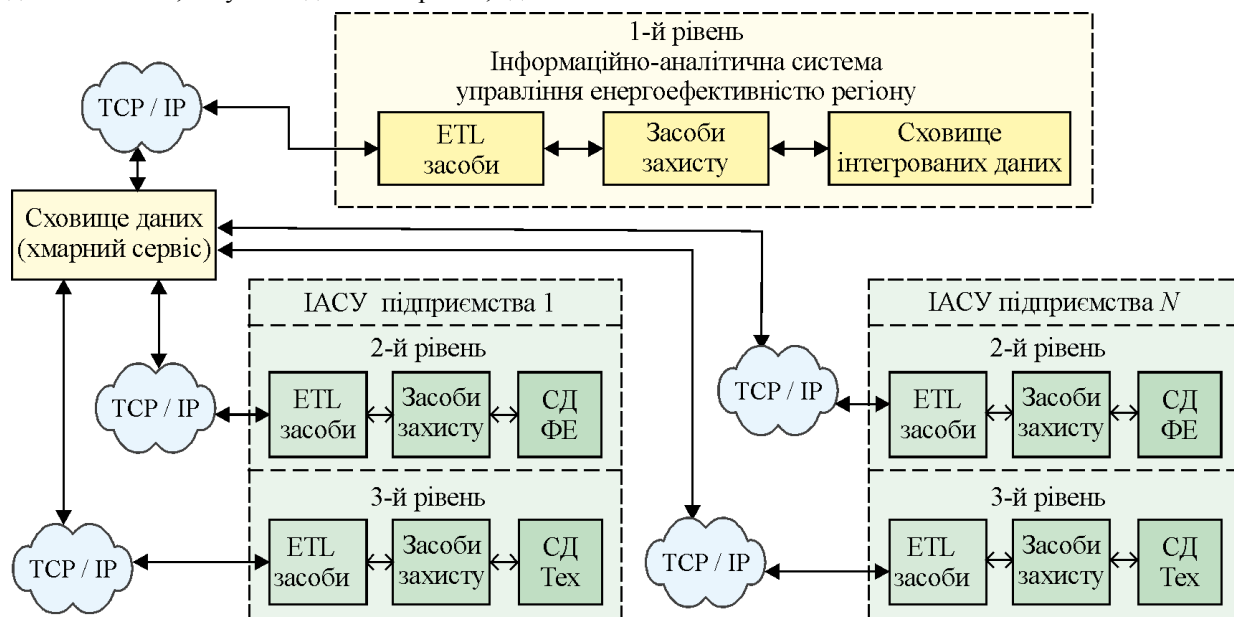 1-й рівень
Інформаційно-аналітична система
управління енергоефективністю регіону
TCP / IP
ETL
засоби
Засоби
захисту
Сховище
інтегрованих даних
Сховище даних
(хмарний сервіс)
ІАСУ підприємства 1
2-й рівень
TCP / IP
ETL
засоби
Засоби
захисту
СД
ФЕ
3-й рівень
TCP / IP
ETL
засоби
Засоби
захисту
СД
Тех
ІАСУ підприємства N
2-й рівень
TCP / IP
ETL
засоби
Засоби
захисту
СД
ФЕ
3-й рівень
TCP / IP
ETL
засоби
Засоби
захисту
СД
Тех